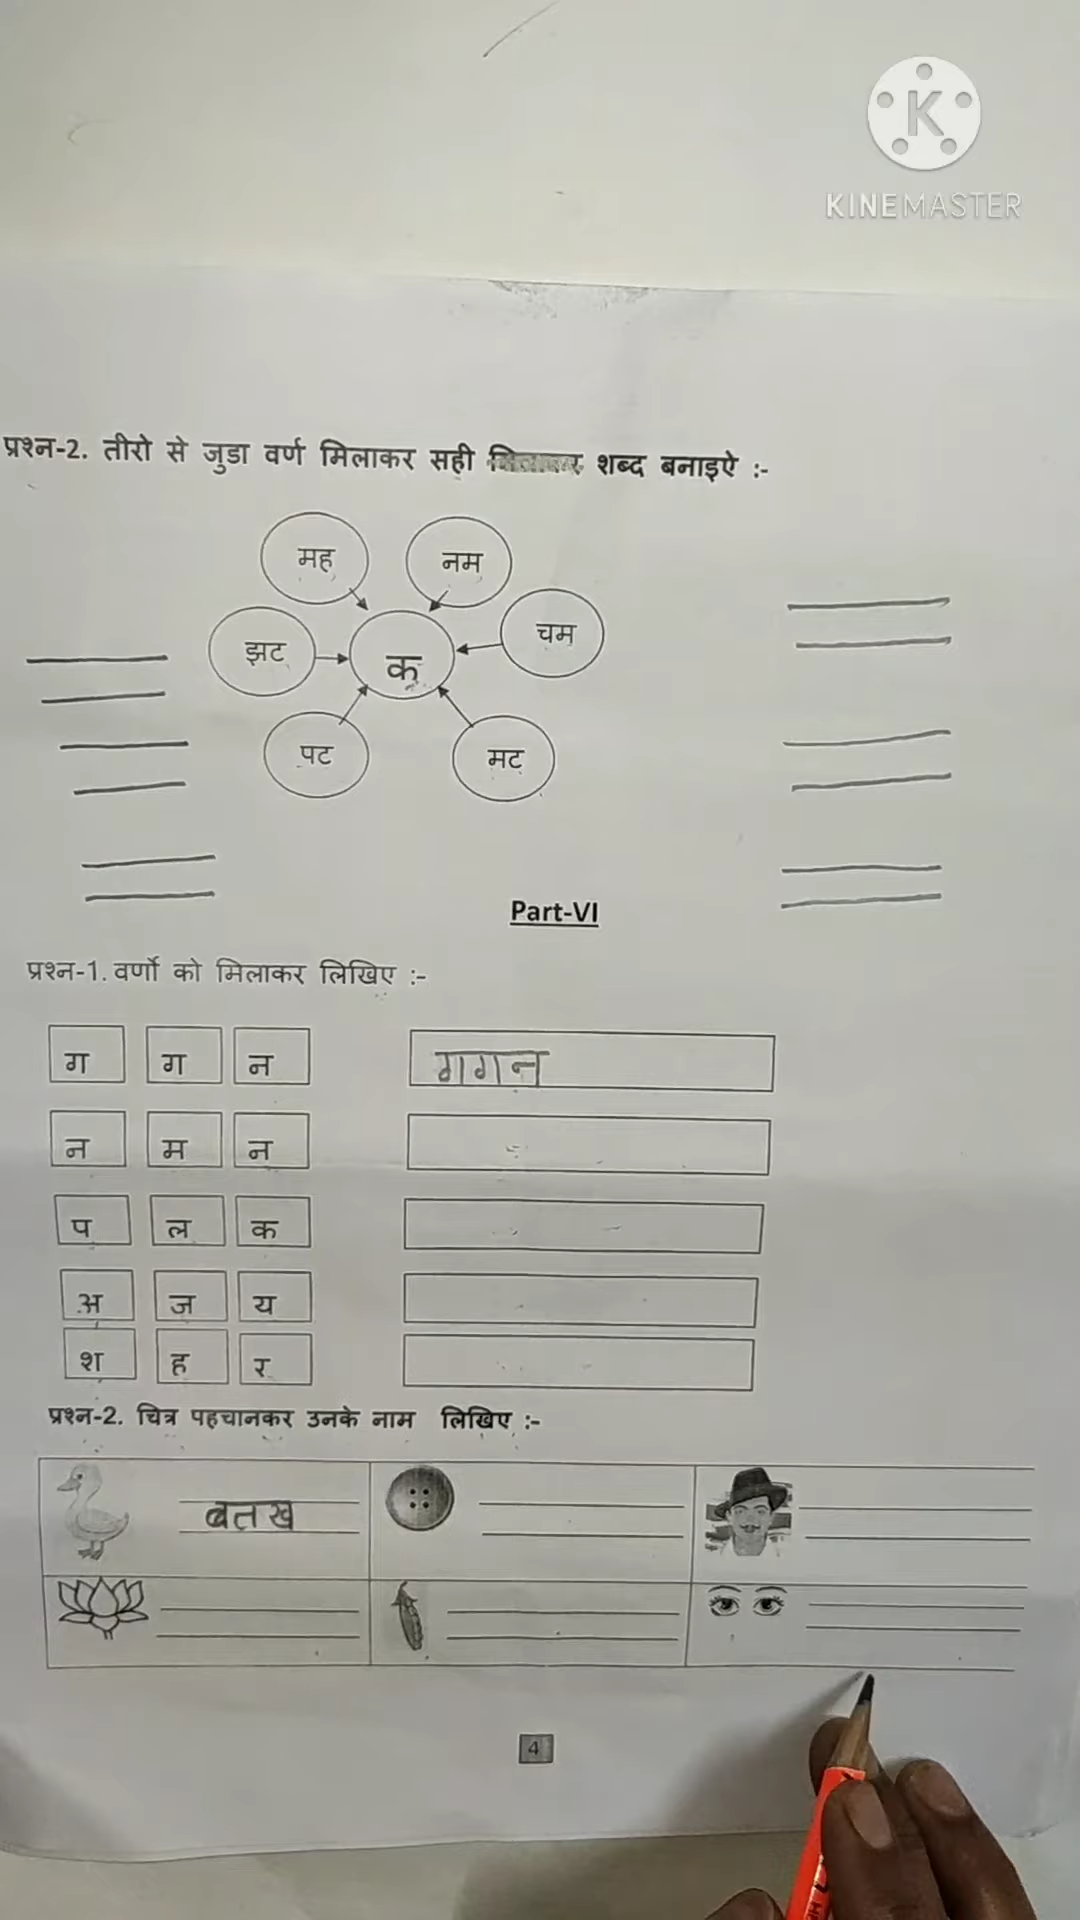 K
KINEMASTER
प्रश्न-2. तीरो से जुडा वर्ण मिलाकर सही शब्द बनाइऐ :-
मह
नम
झट
क
चम
पट
मट
Part-VI
प्रश्न-1. वर्णो को मिलाकर लिखिए :-
ग ग न गगन
न म न
प ल क
अ ज य
श ह र
प्रश्न-2. चित्र पहचानकर उनके नाम लिखिए :-
बतख
4